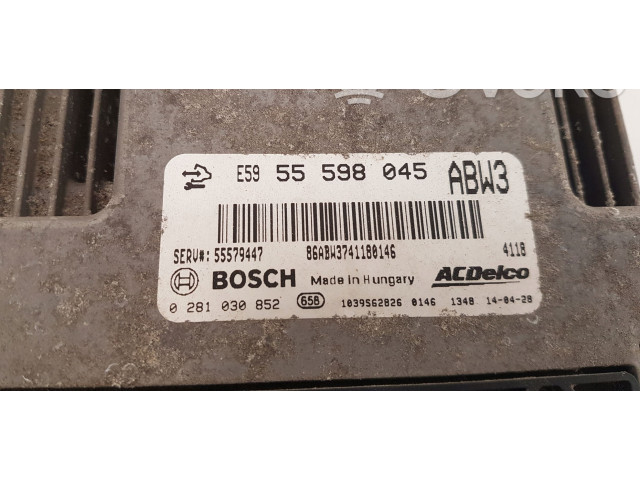 E59 55 598 045 ABW3
SERV#: 55579447 86ABW3741180146 4118
BOSCH Made in Hungary ACDelco
0 281 030 852 658 1039S62826 0146 1348 14-04-28